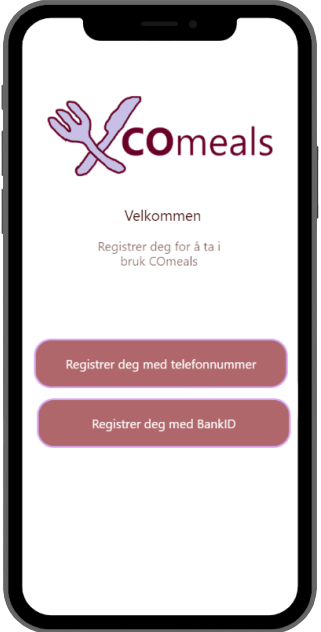 COmeals
Velkommen
Registrer deg for å ta i
bruk COmeals
Registrer deg med telefonnummer
Registrer deg med BankID